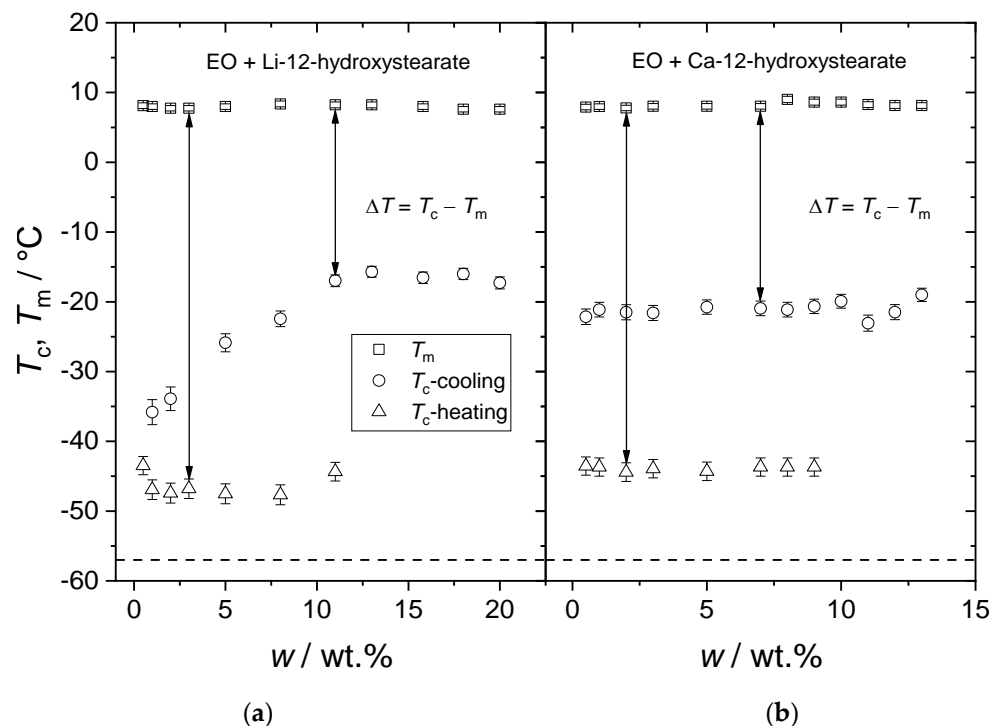 EO + Li-12-hydroxystearate
EO + Ca-12-hydroxystearate
20
10
0
-10
-20
-30
-40
-50
-60
Tc, Tm / °C
ΔT = Tc − Tm
ΔT = Tc − Tm
Tm
Tc-cooling
Tc-heating
0 5 10 15 20
0 5 10 15
w / wt.%
w / wt.%
(a)
(b)